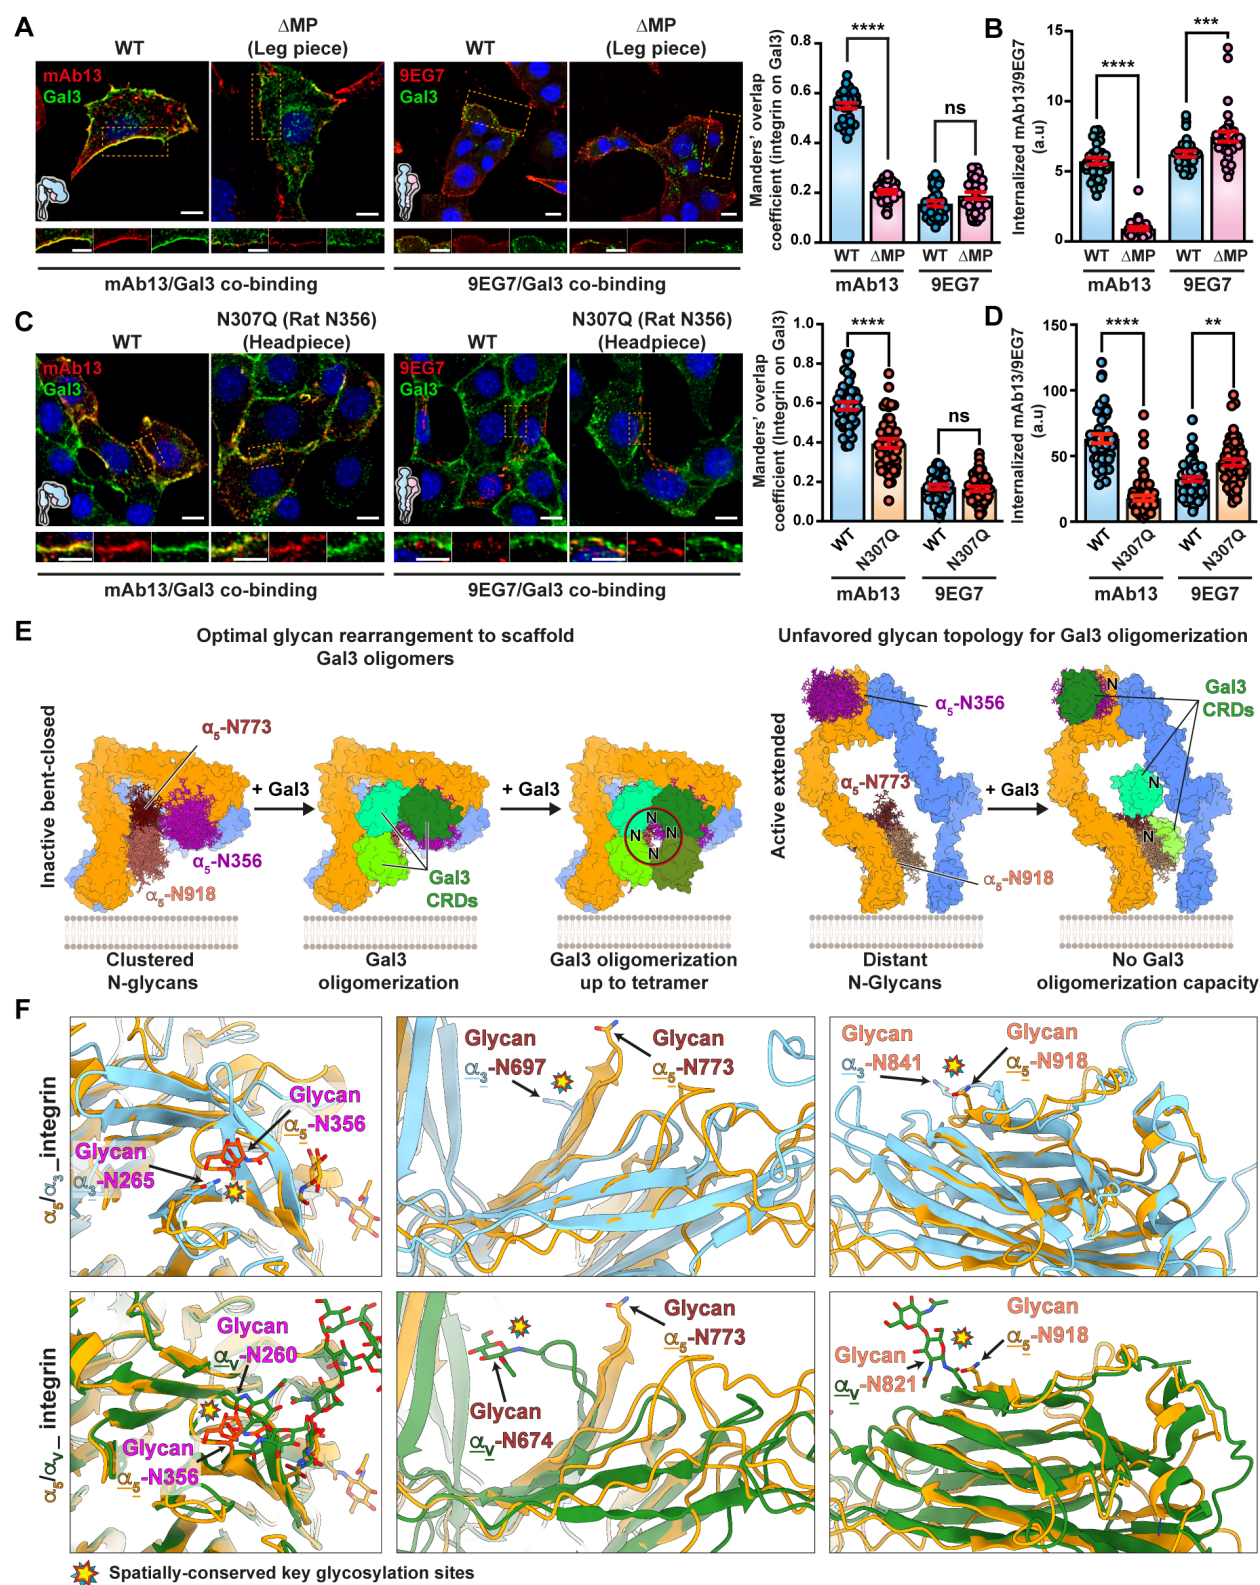 A
WT
ΔMP
(Leg piece)
WT
ΔMP
(Leg piece)
mAb13
Gal3
9EG7
Gal3
mAb13/Gal3 co-binding
9EG7/Gal3 co-binding
Manders' overlap
coefficient (integrin on Gal3)
0.8
0.6
0.4
0.2
0.0
****
ns
WT
ΔMP
WT
ΔMP
mAb13
9EG7
B
Internalized mAb13/9EG7
(a.u)
15
10
5
0
****
***
WT
ΔMP
WT
ΔMP
mAb13
9EG7
C
WT
N307Q (Rat N356)
(Headpiece)
WT
N307Q (Rat N356)
(Headpiece)
mAb13
Gal3
9EG7
Gal3
mAb13/Gal3 co-binding
9EG7/Gal3 co-binding
Manders' overlap
coefficient (Integrin on Gal3)
1.0
0.8
0.6
0.4
0.2
0.0
****
ns
WT
N307Q
WT
N307Q
mAb13
9EG7
D
Internalized mAb13/9EG7
(a.u)
150
100
50
0
****
**
WT
N307Q
WT
N307Q
mAb13
9EG7
E
Optimal glycan rearrangement to scaffold
Gal3 oligomers
Unfavored glycan topology for Gal3 oligomerization
Inactive bent-closed
α5-N773
α5-N356
α5-N918
+ Gal3
Gal3
CRDs
+ Gal3
N
N
N
N
Clustered
N-glycans
Gal3
oligomerization
Gal3 oligomerization
up to tetramer
Active extended
α5-N356
α5-N773
α5-N918
+ Gal3
N
N
N
Gal3
CRDs
Distant
N-Glycans
No Gal3
oligomerization capacity
F
α5/α3_integrin
Glycan
α5-N356
Glycan
α3-N265
Glycan
α3-N697
Glycan
α5-N773
Glycan
α3-N841
Glycan
α5-N918
α5/αV_ integrin
Glycan
αV-N260
Glycan
α5-N356
Glycan
α5-N773
Glycan
αV-N674
Glycan
α5-N918
Glycan
αV-N821
Spatially-conserved key glycosylation sites